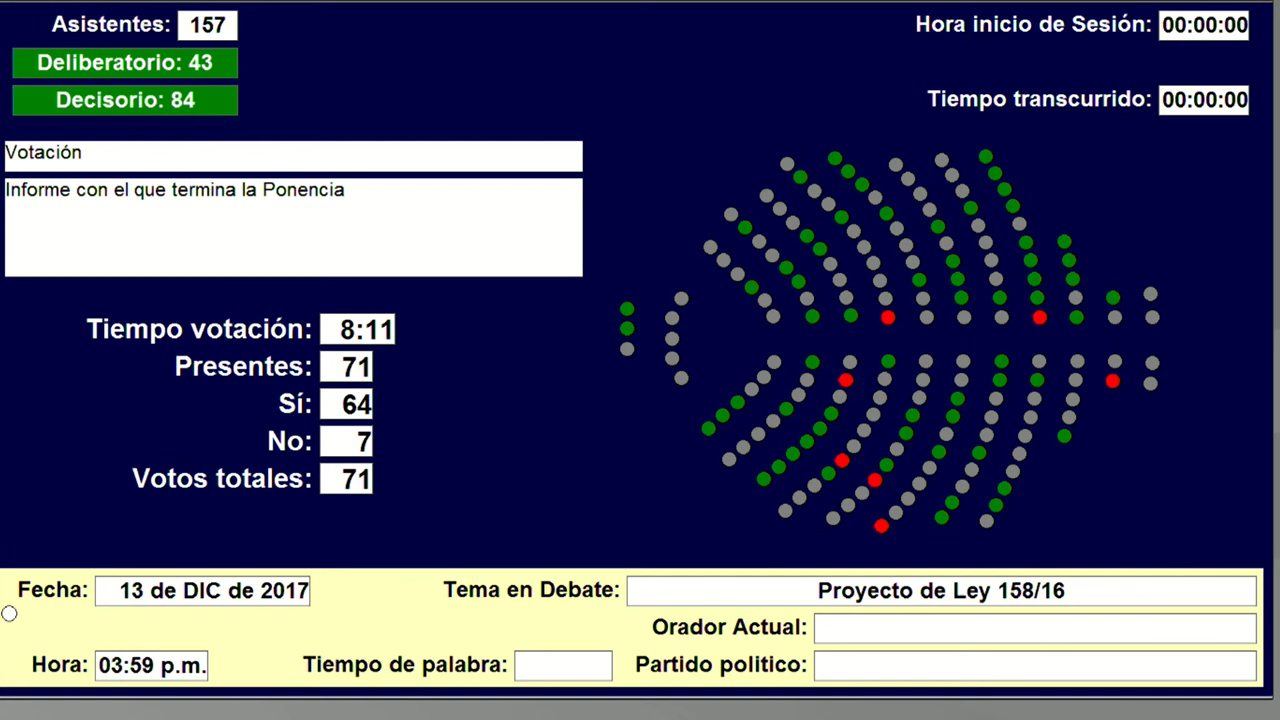 Asistentes: 157
Hora inicio de Sesión: 00:00:00
Deliberatorio: 43
Decisorio: 84
Tiempo transcurrido: 00:00:00
Votación
Informe con el que termina la Ponencia
Tiempo votación: 8:11
Presentes: 71
Sí: 64
No: 7
Votos totales: 71
Fecha: 13 de DIC de 2017
Tema en Debate: Proyecto de Ley 158/16
Orador Actual:
Hora: 03:59 p.m.
Tiempo de palabra:
Partido politico: